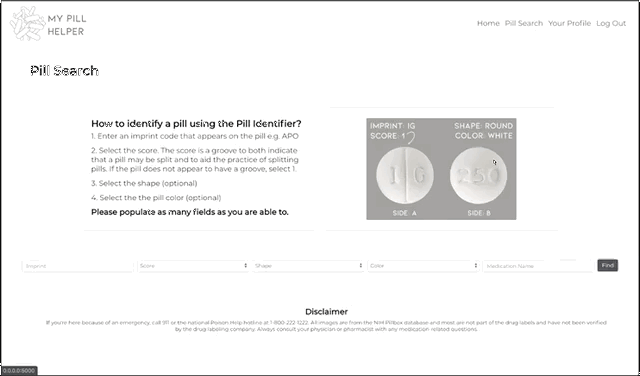 MY PILL
HELPER
Home Pill Search Your Profile Log Out
Pill Search
How to identify a pill using the Pill Identifier?
1. Enter an imprint code that appears on the pill e.g. APO
2. Select the score. The score is a groove to both indicate
that a pill may be split and to aid the practice of splitting
pills. If the pill does not appear to have a groove, select 1.
3. Select the shape (optional)
4. Select the the pill color (optional)
Please populate as many fields as you are able to.
IMPRINT: IG SHAPE: ROUND
SCORE: 1 COLOR: WHITE
1 G 250
SIDE: A SIDE: B
Imprint Score Shape Color Medication Name Find
Disclaimer
If you're here because of an emergency, call 911 or the national Poison Help hotline at 1-800-222-1222. All images are from the NIH Pillbox database and most are not part of the drug labels and have not been verified
by the drug labeling company. Always consult your physician or pharmacist with any medication related questions.
0.0.0.0:5000